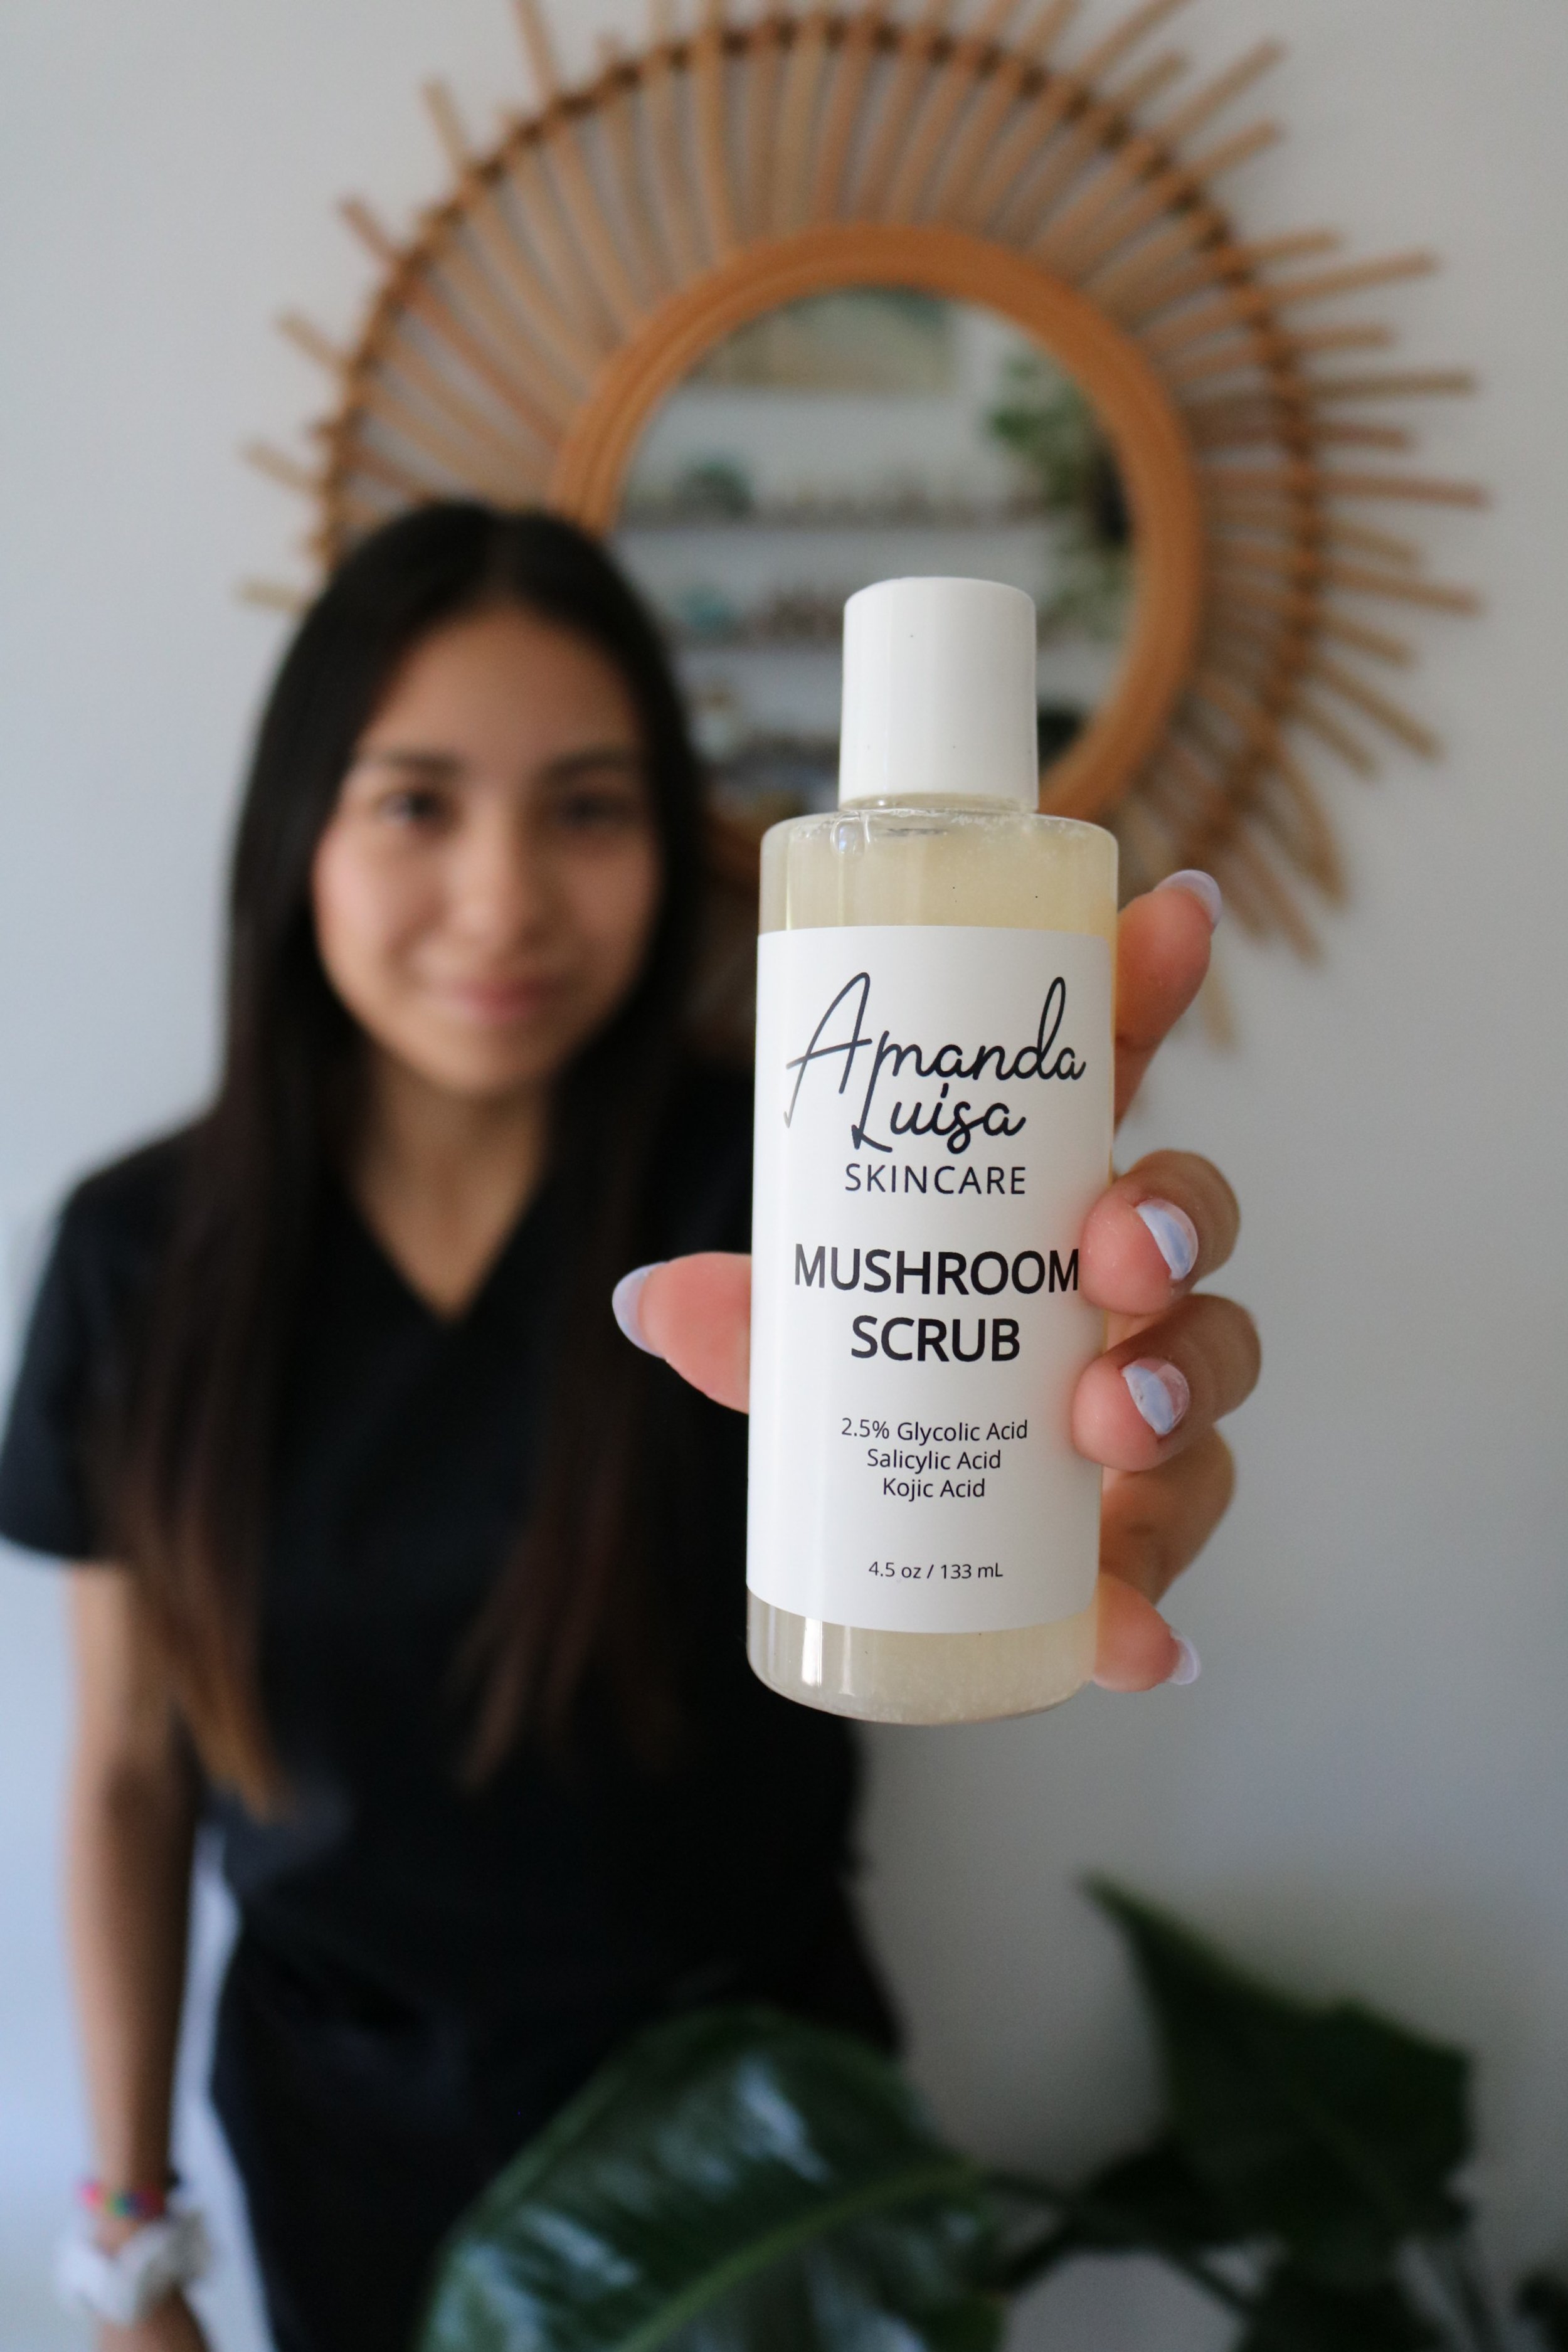 Amanda
Luisa
SKINCARE
MUSHROOM
SCRUB
2.5% Glycolic Acid
Salicylic Acid
Kojic Acid
4.5 oz / 133 mL